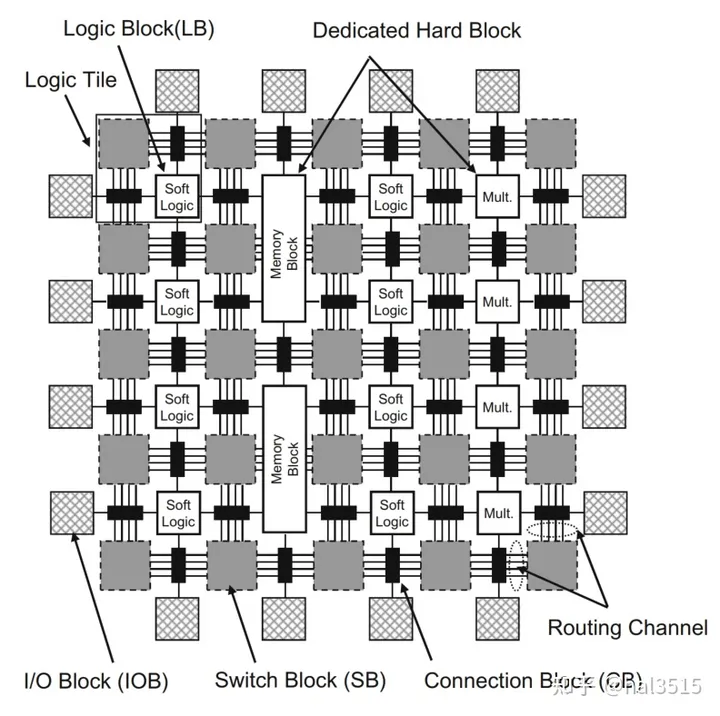 Logic Block(LB)
Dedicated Hard Block
Logic Tile
Soft
Logic
Memory
Block
Soft
Logic
Mult.
Soft
Logic
Soft
Logic
Mult.
Soft
Logic
Memory
Block
Soft
Logic
Mult.
Soft
Logic
Soft
Logic
Mult.
Routing Channel
I/O Block (IOB)
Switch Block (SB)
Connection Block (CB)
知乎 @hal3515